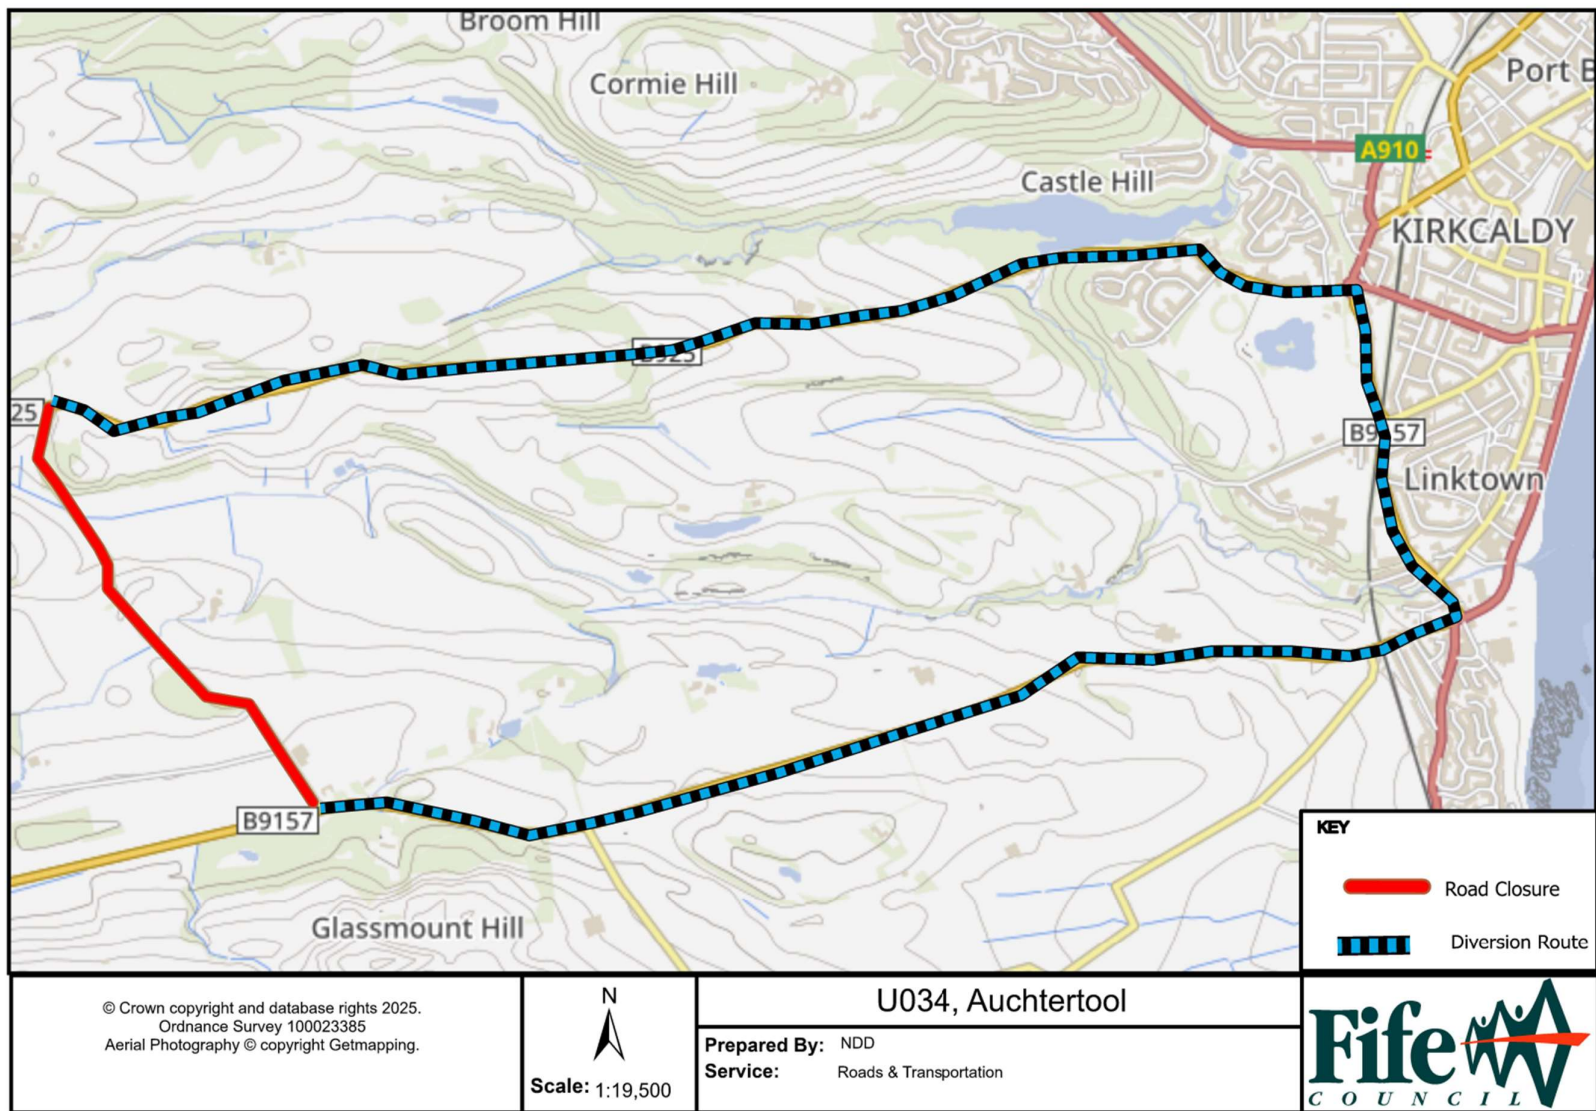 Broom Hill
Cormie Hill
Port B
A910
Castle Hill
KIRKCALDY
B925
25
B9157
Linktown
B9157
Glassmount Hill
KEY
Road Closure
Diversion Route
© Crown copyright and database rights 2025.
Ordnance Survey 100023385
Aerial Photography © copyright Getmapping.
N
Scale: 1:19,500
U034, Auchtertool
Prepared By: NDD
Service: Roads & Transportation
Fife
COUNCIL